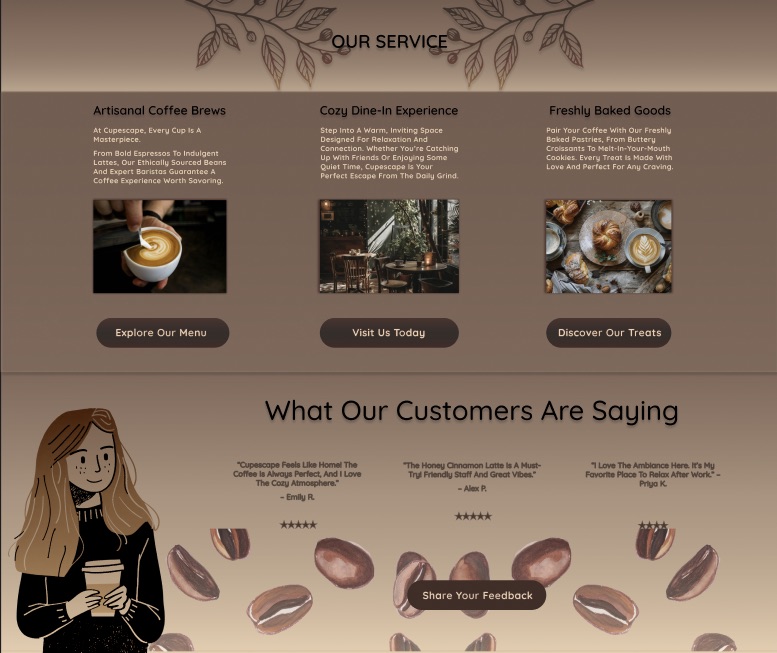 OUR SERVICE
Artisanal Coffee Brews
At Cupescape, Every Cup Is A
Masterpiece.
From Bold Espressos To Indulgent
Lattes, Our Ethically Sourced Beans
And Expert Baristas Guarantee A
Coffee Experience Worth Savoring.
Explore Our Menu
Cozy Dine-In Experience
Step Into A Warm, Inviting Space
Designed For Relaxation And
Connection. Whether You're Catching
Up With Friends Or Enjoying Some
Quiet Time, Cupescape Is Your
Perfect Escape From The Daily Grind.
Visit Us Today
Freshly Baked Goods
Pair Your Coffee With Our Freshly
Baked Pastries, From Buttery
Croissants To Melt-In-Your-Mouth
Cookies. Every Treat Is Made With
Love And Perfect For Any Craving.
Discover Our Treats
What Our Customers Are Saying
"Cupescape Feels Like Home! The
Coffee Is Always Perfect, And I Love
The Cozy Atmosphere."
– Emily R.
★★★★★
"The Honey Cinnamon Latte Is A Must-
Try! Friendly Staff And Great Vibes."
– Alex P.
★★★★★
"I Love The Ambiance Here. It's My
Favorite Place To Relax After Work." –
Priya K.
★★★★
Share Your Feedback